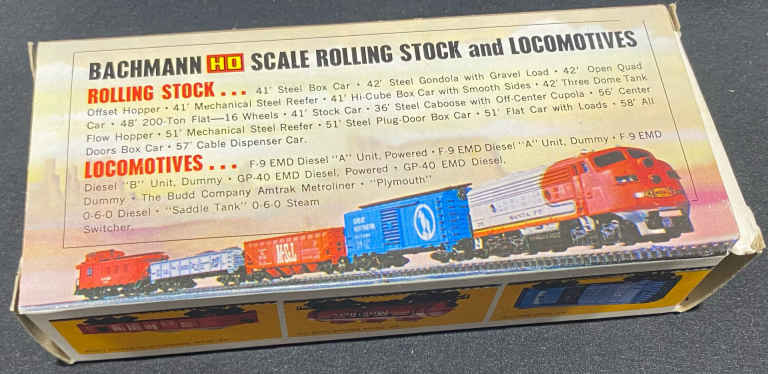 BACHMANN HO SCALE ROLLING STOCK and LOCOMOTIVES
ROLLING STOCK... 41' Steel Box Car • 42' Steel Gondola with Gravel Load • 42' Open Quad
Offset Hopper • 41' Mechanical Steel Reefer • 41' Hi-Cube Box Car with Smooth Sides • 42' Three Dome Tank
Car • 48' 200-Ton Flat—16 Wheels • 41' Stock Car • 36' Steel Caboose with Off-Center Cupola • 56' Center
Flow Hopper • 51' Mechanical Steel Reefer • 51' Steel Plug-Door Box Car • 51' Flat Car with Loads • 58' All
Doors Box Car • 57' Cable Dispenser Car.
LOCOMOTIVES... F-9 EMD Diesel "A" Unit, Powered • F-9 EMD Diesel "A" Unit, Dummy • F-9 EMD
Diesel "B" Unit, Dummy • GP-40 EMD Diesel, Powered • GP-40 EMD Diesel,
Dummy • The Budd Company Amtrak Metroliner • "Plymouth"
0-6-0 Diesel • "Saddle Tank" 0-6-0 Steam
Switcher.
SANTA FE
GREAT NORTHERN
M&StL